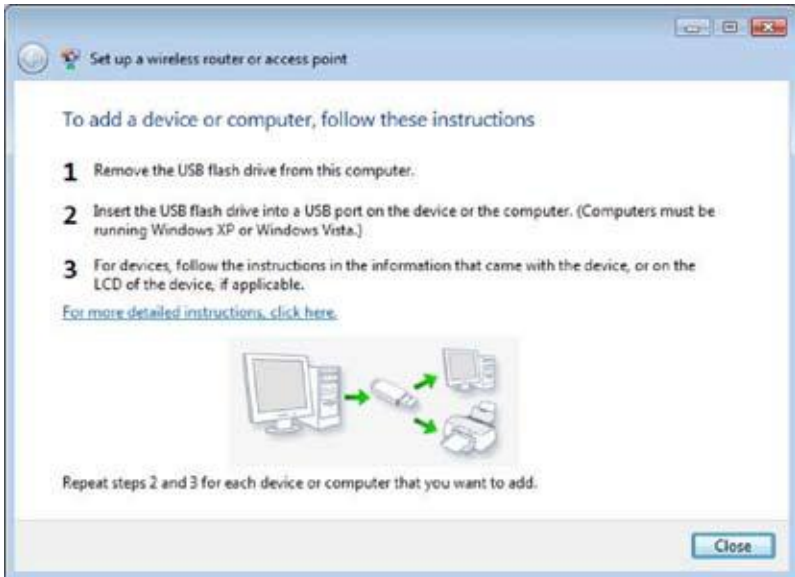 Set up a wireless router or access point
To add a device or computer, follow these instructions
1 Remove the USB flash drive from this computer.
2 Insert the USB flash drive into a USB port on the device or the computer. (Computers must be
running Windows XP or Windows Vista.)
3 For devices, follow the instructions in the information that came with the device, or on the
LCD of the device, if applicable.
For more detailed instructions, click here.
Repeat steps 2 and 3 for each device or computer that you want to add.
Close